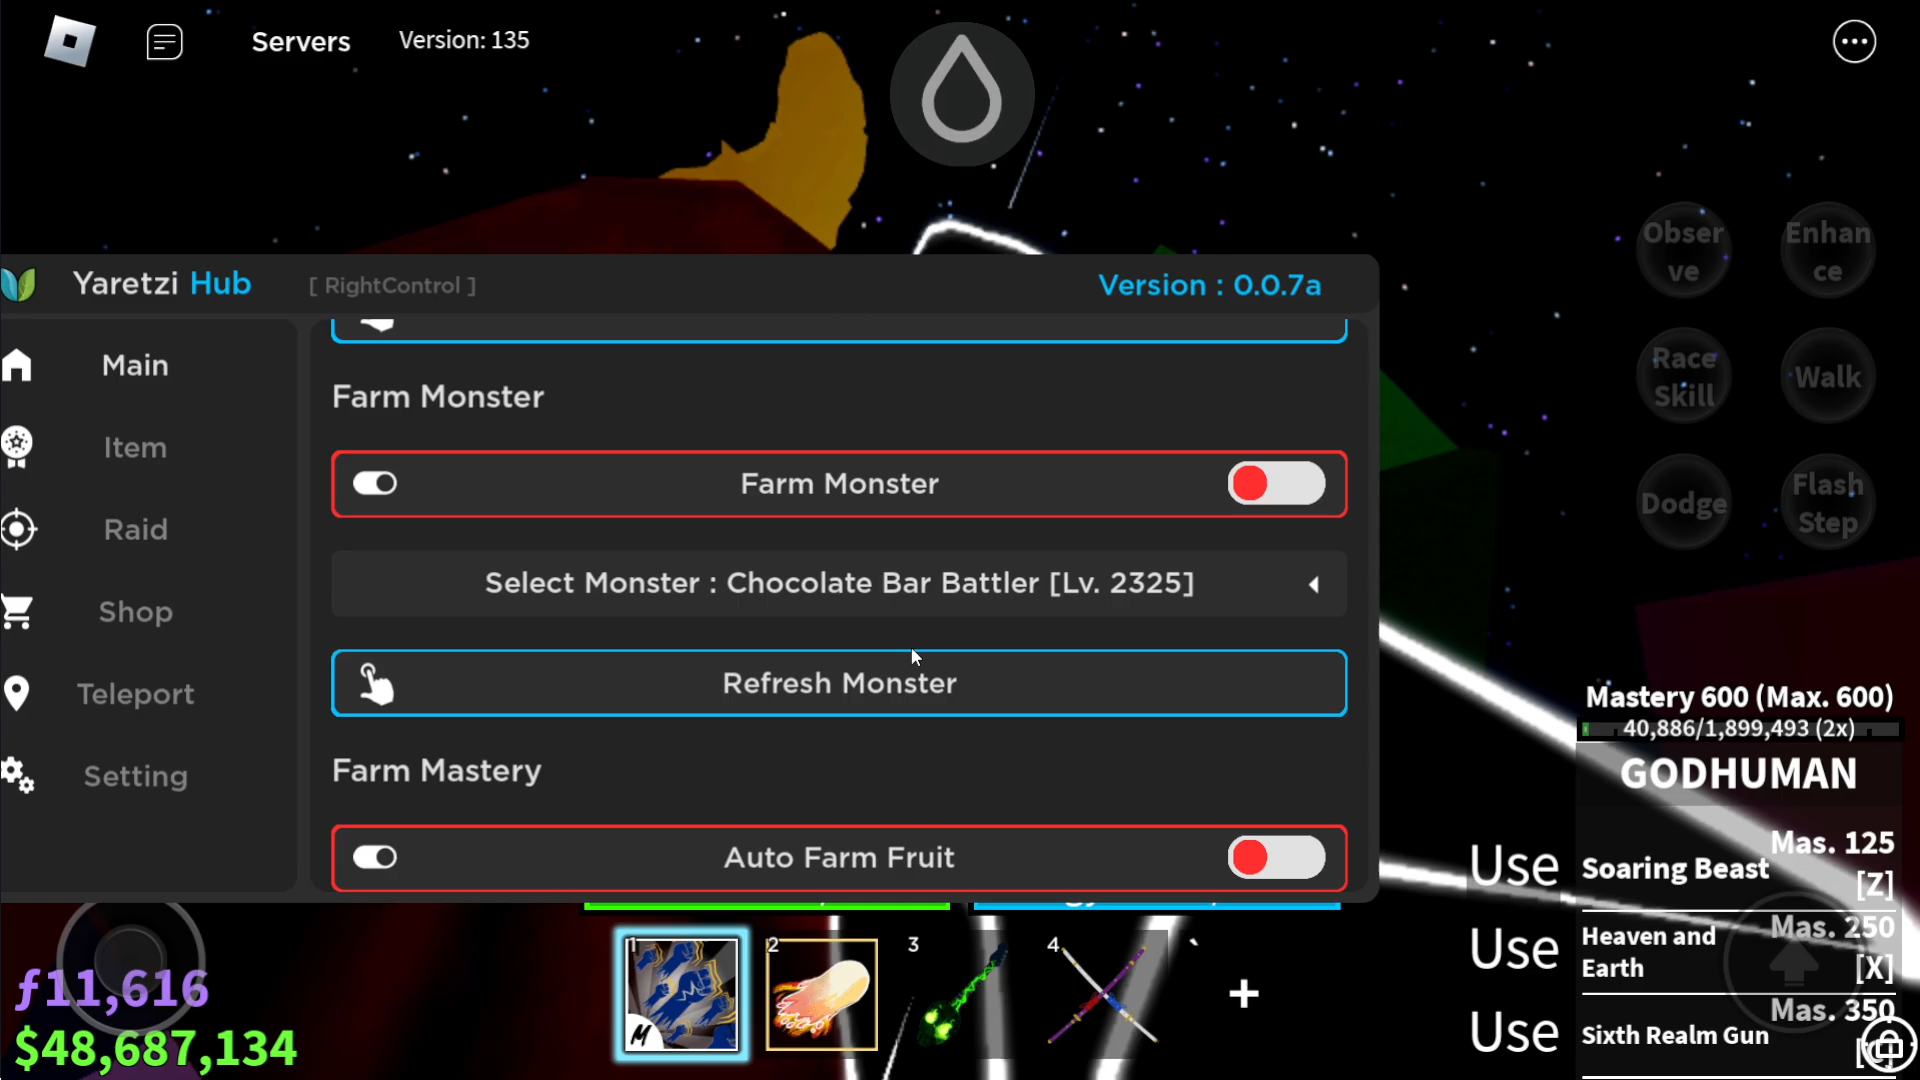 Servers
Version: 135
Obser
ve
Enhan
ce
Yaretzi Hub
[ RightControl ]
Version : 0.0.7a
Main
Item
Raid
Shop
Teleport
Setting
Farm Monster
Farm Monster
Select Monster : Chocolate Bar Battler [Lv. 2325]
Refresh Monster
Farm Mastery
Auto Farm Fruit
Race
Skill
Walk
Dodge
Flash
Step
Mastery 600 (Max. 600)
40,886/1,899,493 (2x)
GODHUMAN
Use
Soaring Beast
Mas. 125
[Z]
Use
Heaven and
Earth
Mas. 250
[X]
Use
Sixth Realm Gun
Mas. 350
1
M
2
3
4
+
ƒ11,616
$48,687,134